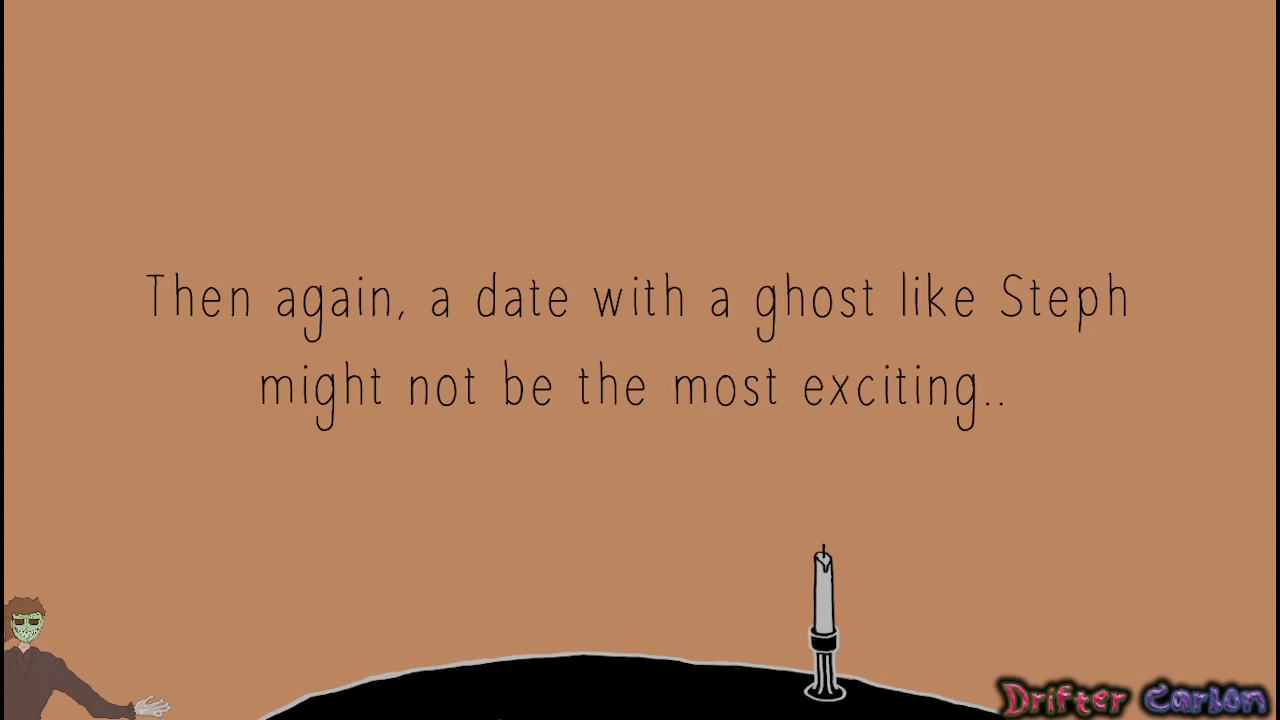 Then again, a date with a ghost like Steph
might not be the most exciting..
Drifter Carbon